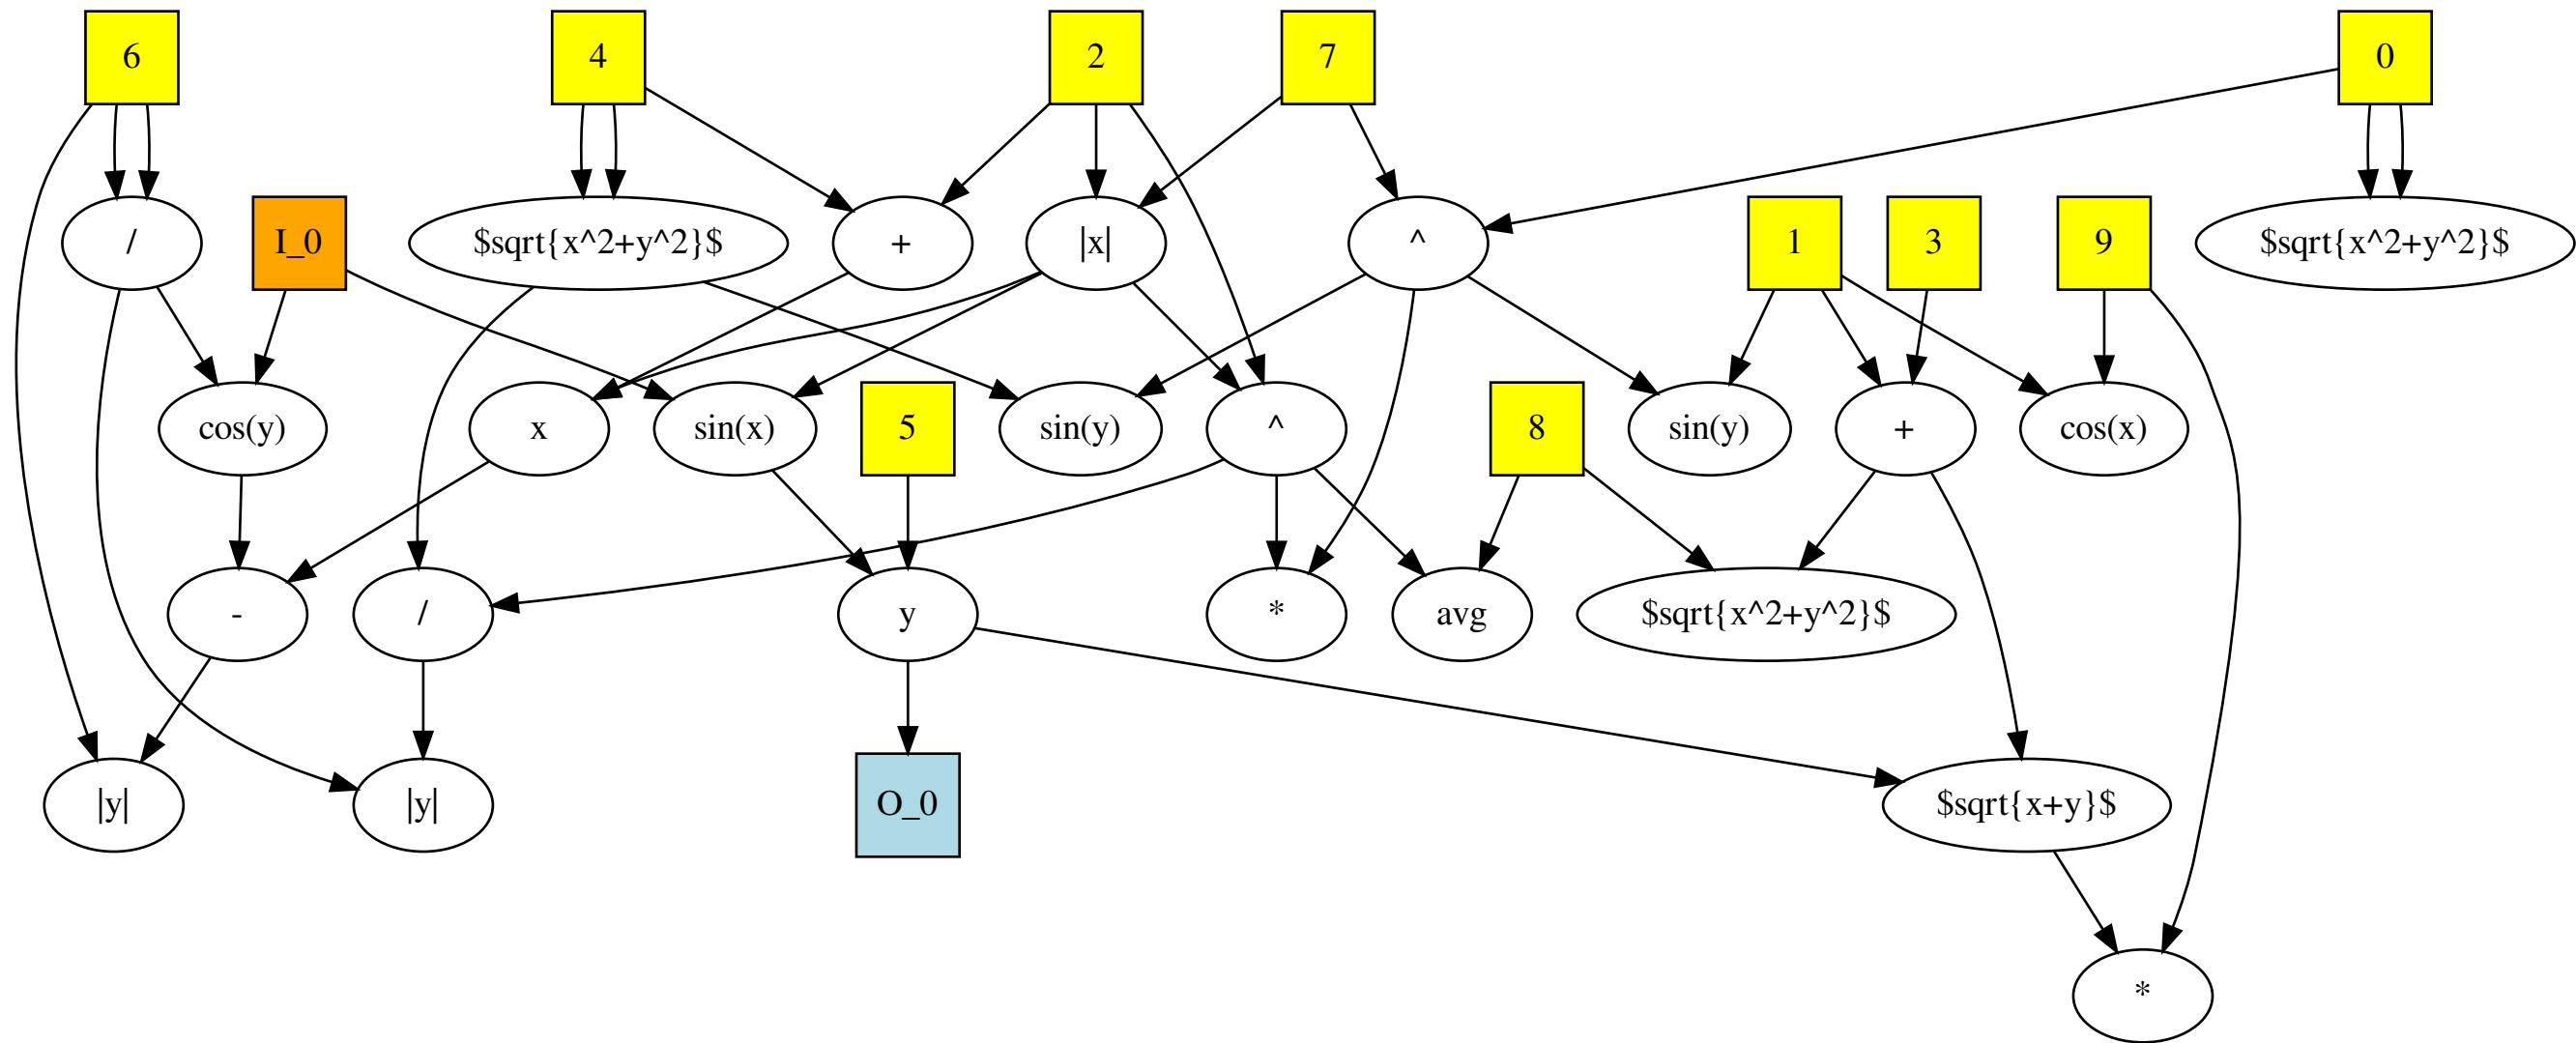 6
4
2
7
0
/
I_0
$sqrt{x^2+y^2}$
+
|x|
^
1
3
9
$sqrt{x^2+y^2}$
cos(y)
x
sin(x)
5
sin(y)
^
8
sin(y)
+
cos(x)
-
/
y
*
avg
$sqrt{x^2+y^2}$
|y|
|y|
O_0
$sqrt{x+y}$
*